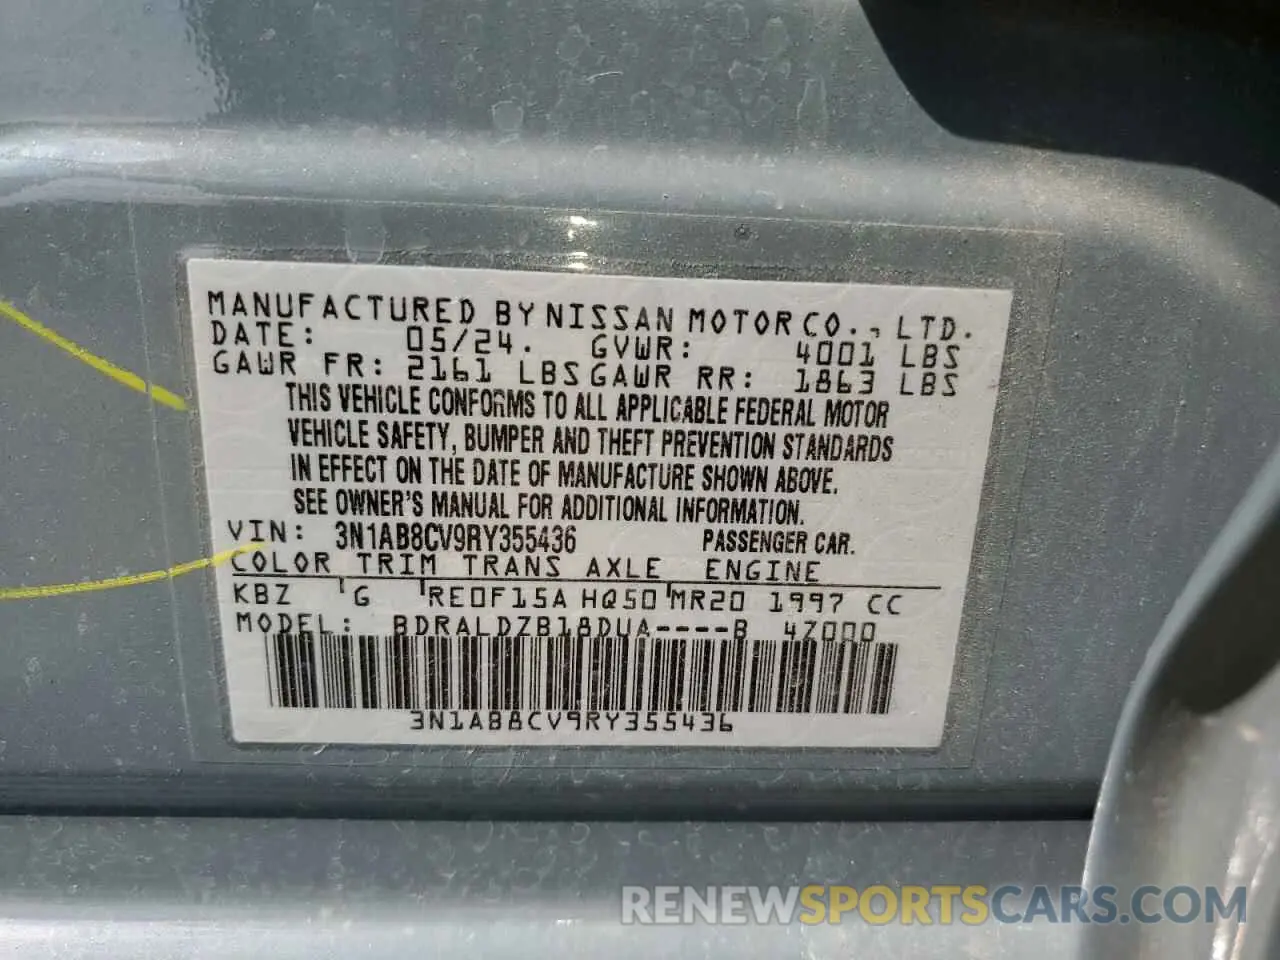 MANUFACTURED BY NISSAN MOTOR CO., LTD.
DATE: 05/24. GVWR: 4001 LBS
GAWR FR: 2161 LBS GAWR RR: 1863 LBS
THIS VEHICLE CONFORMS TO ALL APPLICABLE FEDERAL MOTOR
VEHICLE SAFETY, BUMPER AND THEFT PREVENTION STANDARDS
IN EFFECT ON THE DATE OF MANUFACTURE SHOWN ABOVE.
SEE OWNER'S MANUAL FOR ADDITIONAL INFORMATION.
VIN: 3N1AB8CV9RY355436 PASSENGER CAR.
COLOR TRIM TRANS AXLE ENGINE
KBZ G RE0F15A HQ50 MR20 1997 CC
MODEL: BDRALDZB18DUA----B 4Z000
3N1AB8CV9RY355436
RENEWSPORTSCARS.COM